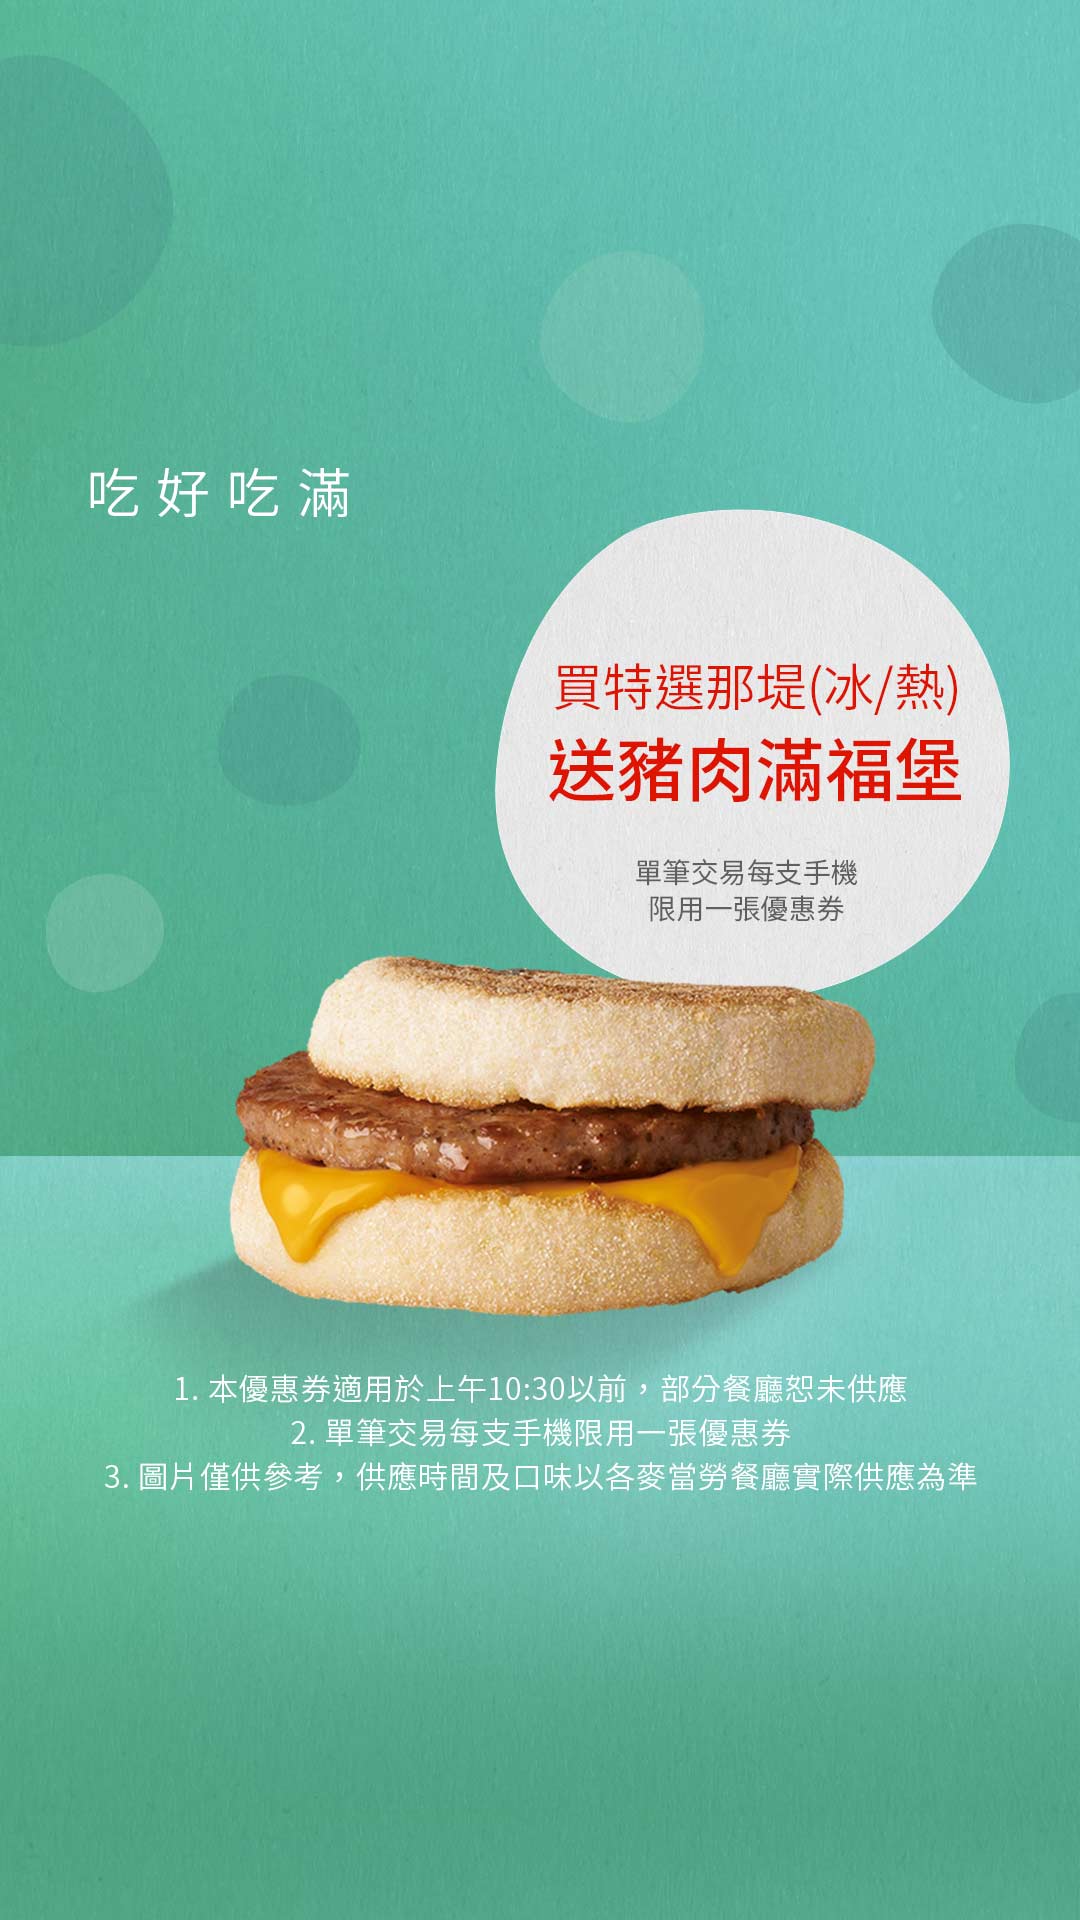 吃好吃滿
買特選那堤(冰/熱)
送豬肉滿福堡
單筆交易每支手機
限用一張優惠券
1. 本優惠券適用於上午10:30以前，部分餐廳恕未供應
2. 單筆交易每支手機限用一張優惠券
3. 圖片僅供參考，供應時間及口味以各麥當勞餐廳實際供應為準